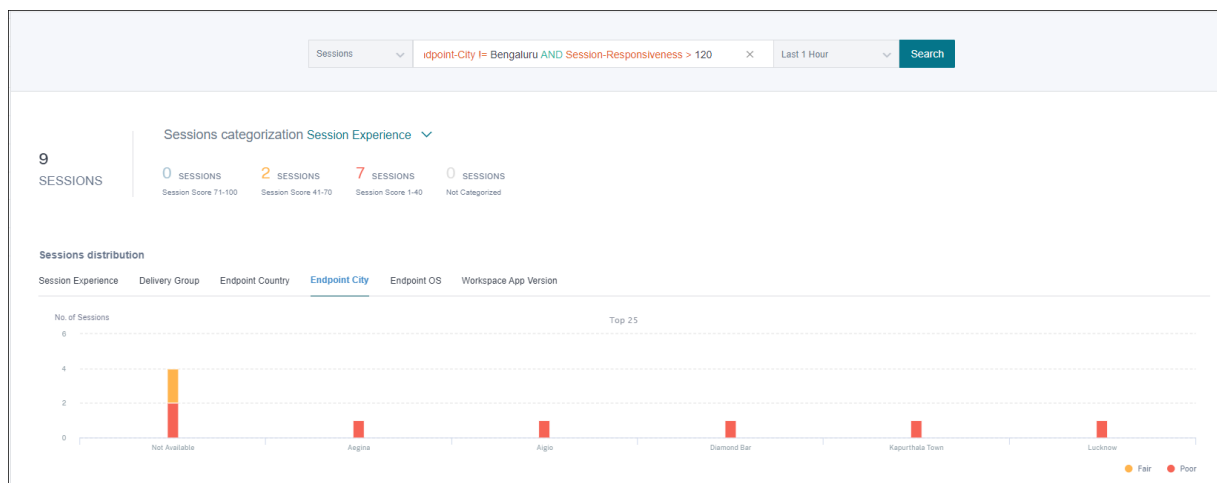 Sessions
dpoint-City != Bengaluru AND Session-Responsiveness > 120
Last 1 Hour
Search
9
SESSIONS
Sessions categorization Session Experience
0 SESSIONS
Session Score 71-100
2 SESSIONS
Session Score 41-70
7 SESSIONS
Session Score 1-40
0 SESSIONS
Not Categorized
Sessions distribution
Session Experience Delivery Group Endpoint Country Endpoint City Endpoint OS Workspace App Version
No. of Sessions
Top 25
6
4
2
0
Not Available Aegina Aigio Diamond Bar Kapurthala Town Lucknow
Fair Poor